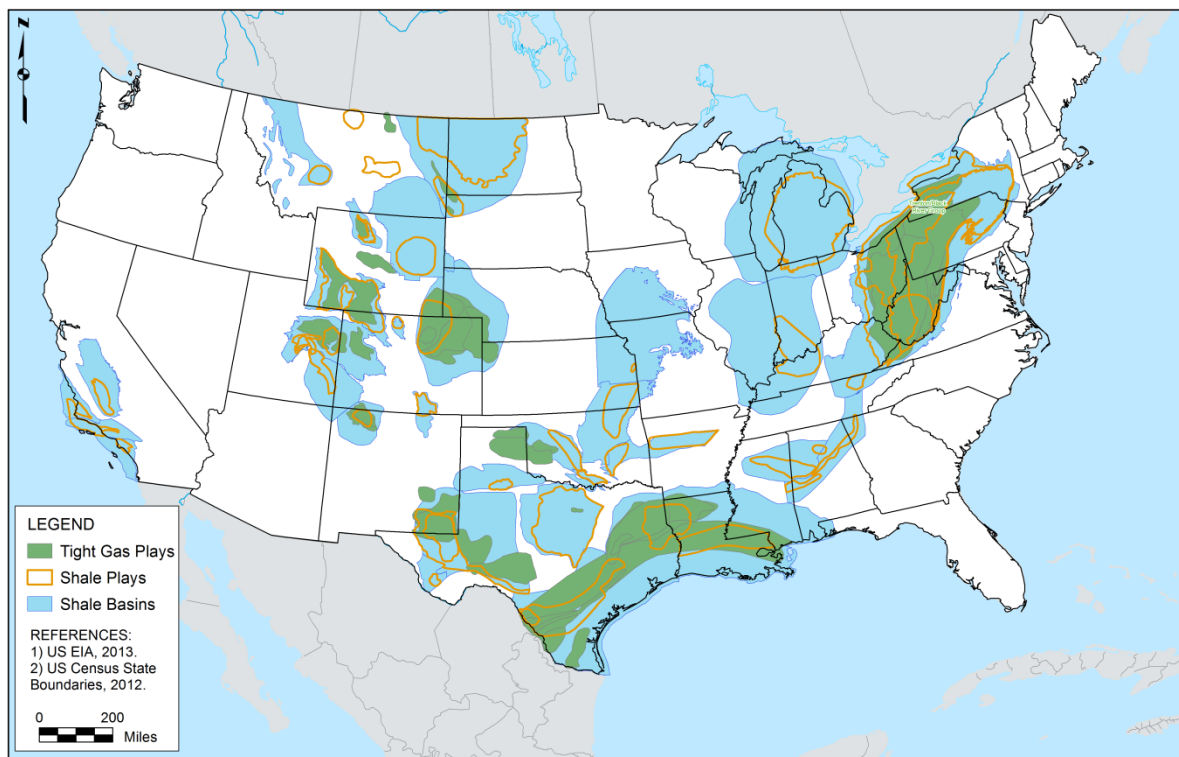 N
LEGEND
Tight Gas Plays
Shale Plays
Shale Basins
REFERENCES:
1) US EIA, 2013.
2) US Census State
Boundaries, 2012.
0 200
Miles